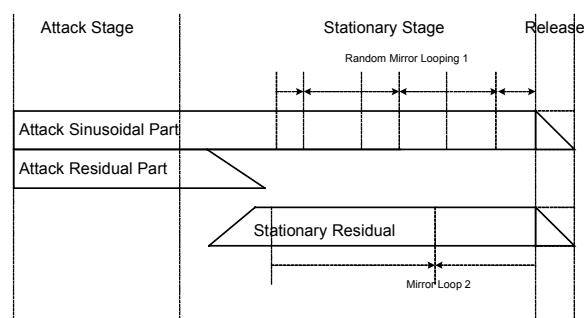 Attack Stage
Stationary Stage
Release
Random Mirror Looping 1
Attack Sinusoidal Part
Attack Residual Part
Stationary Residual
Mirror Loop 2